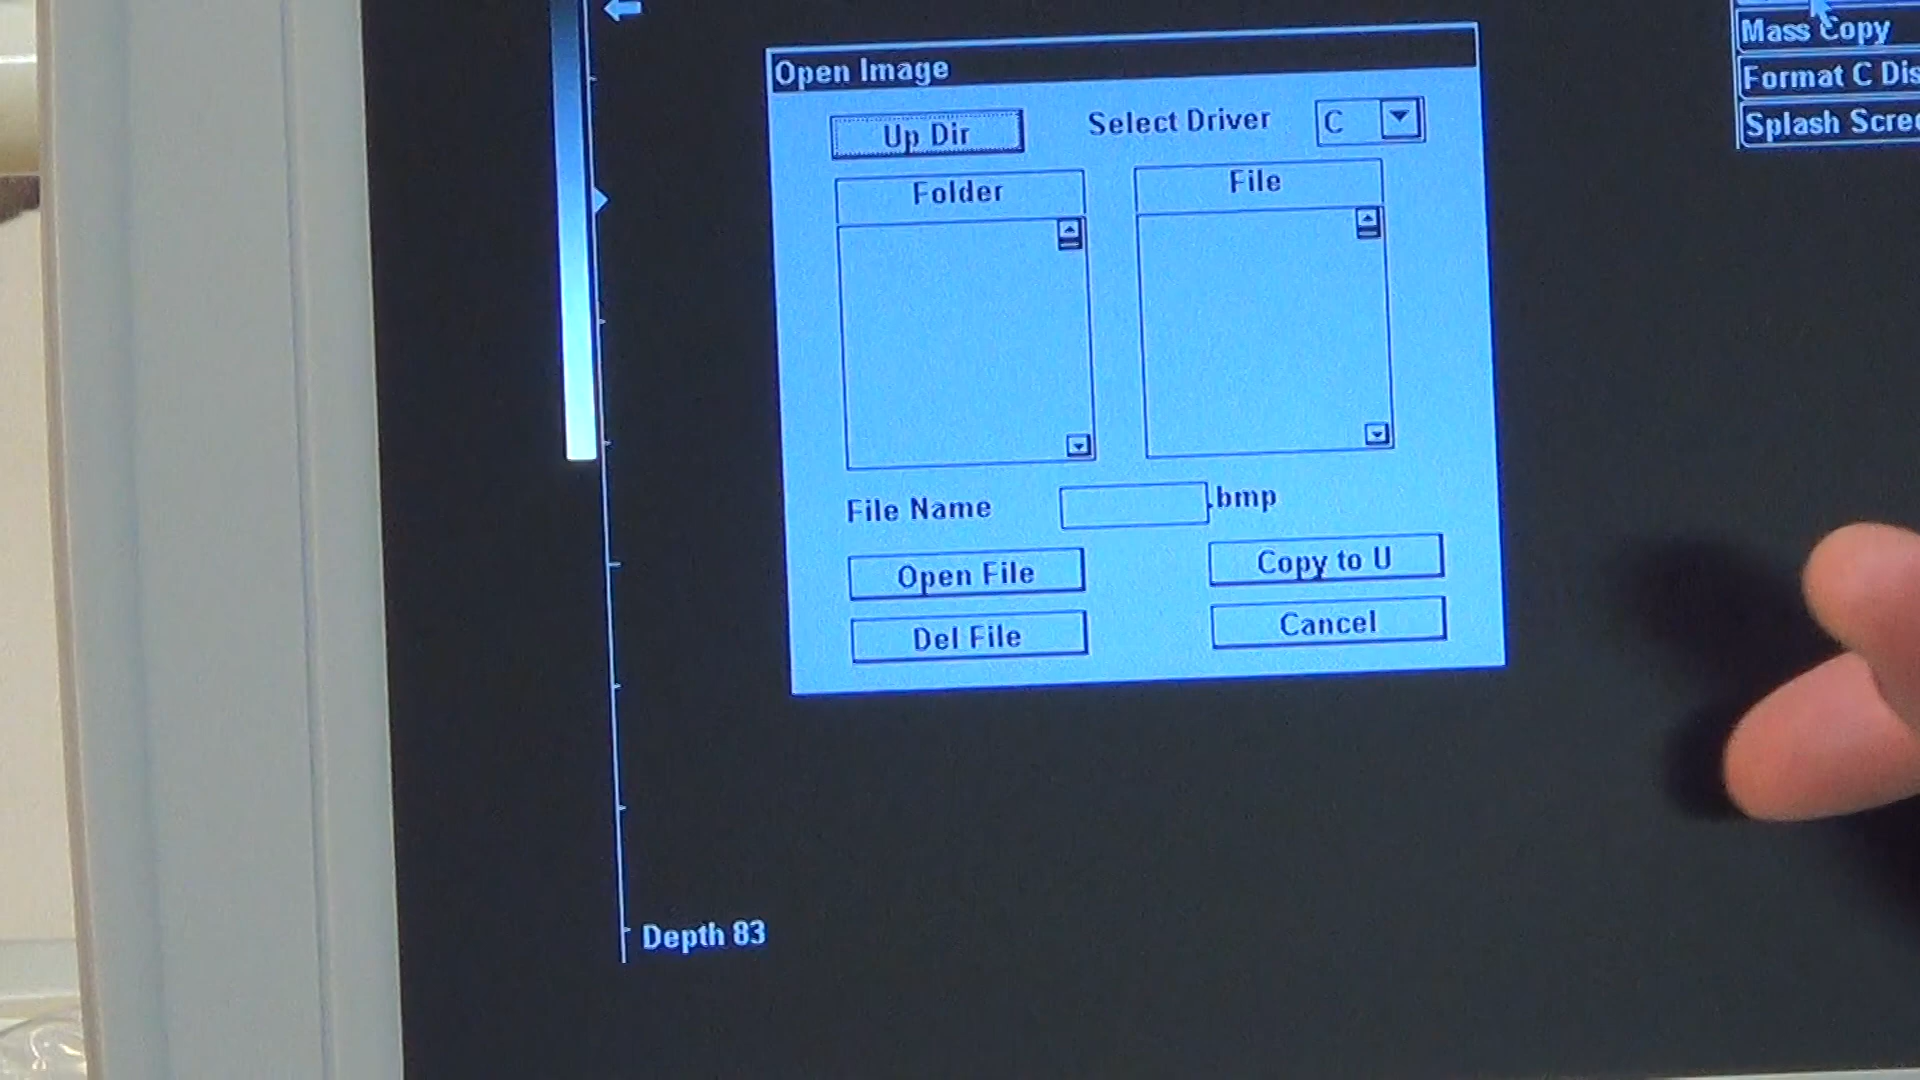 Open Image
Up Dir
Select Driver
C
Folder
File
File Name
.bmp
Open File
Copy to U
Del File
Cancel
Depth 83
Mass Copy
Format C Dis
Splash Scree